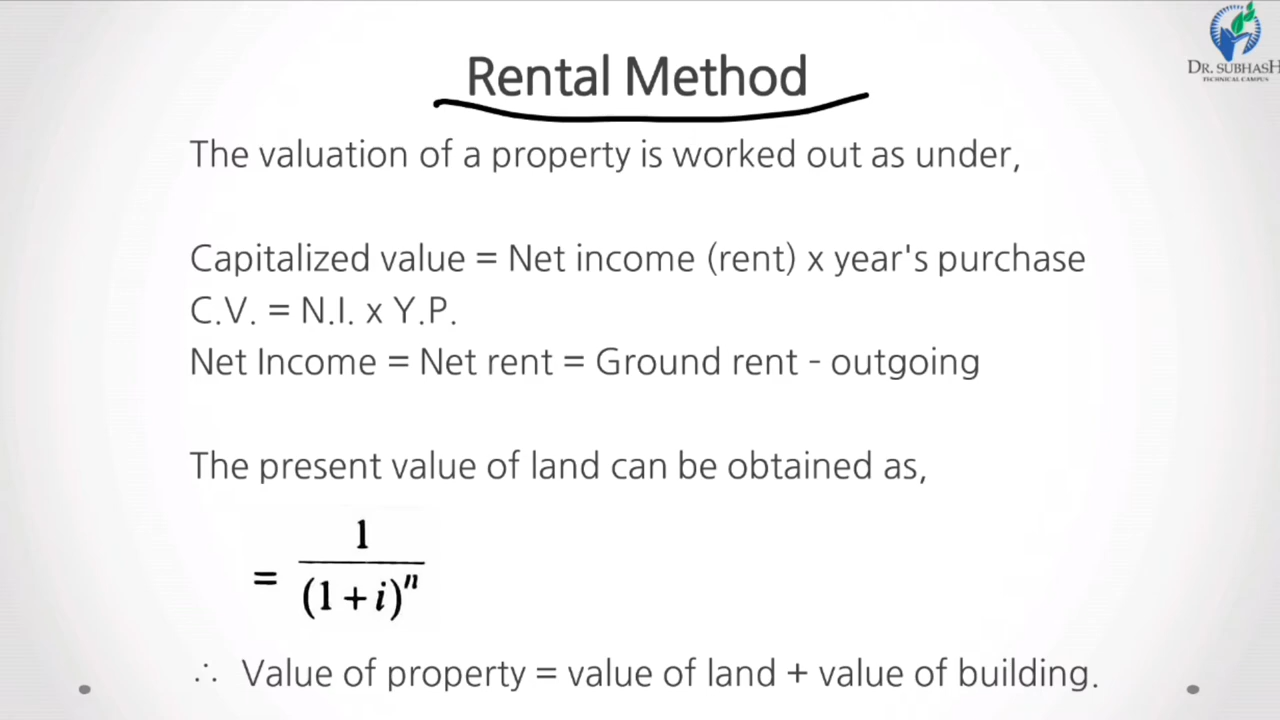 DR. SUBHASH
TECHNICAL CAMPUS
Rental Method
The valuation of a property is worked out as under,
Capitalized value = Net income (rent) x year's purchase
C.V. = N.I. x Y.P.
Net Income = Net rent = Ground rent - outgoing
The present value of land can be obtained as,
= 1 / (1 + i)ⁿ
∴ Value of property = value of land + value of building.